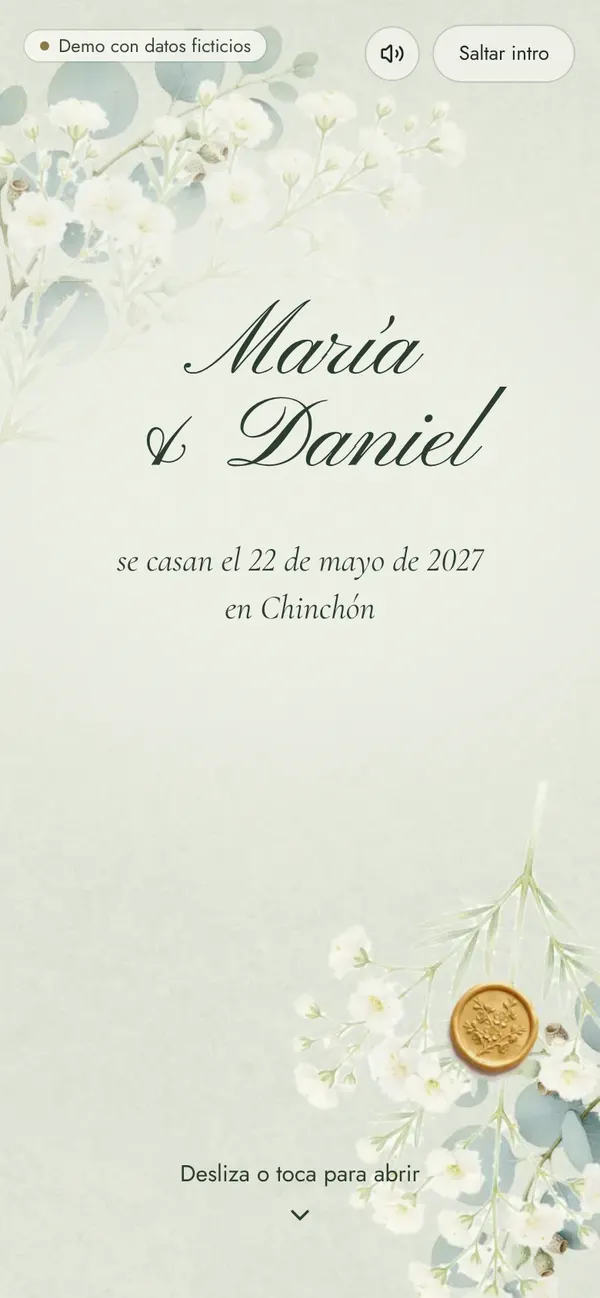 Demo con datos ficticios
Saltar intro
María
& Daniel
se casan el 22 de mayo de 2027
en Chinchón
Desliza o toca para abrir